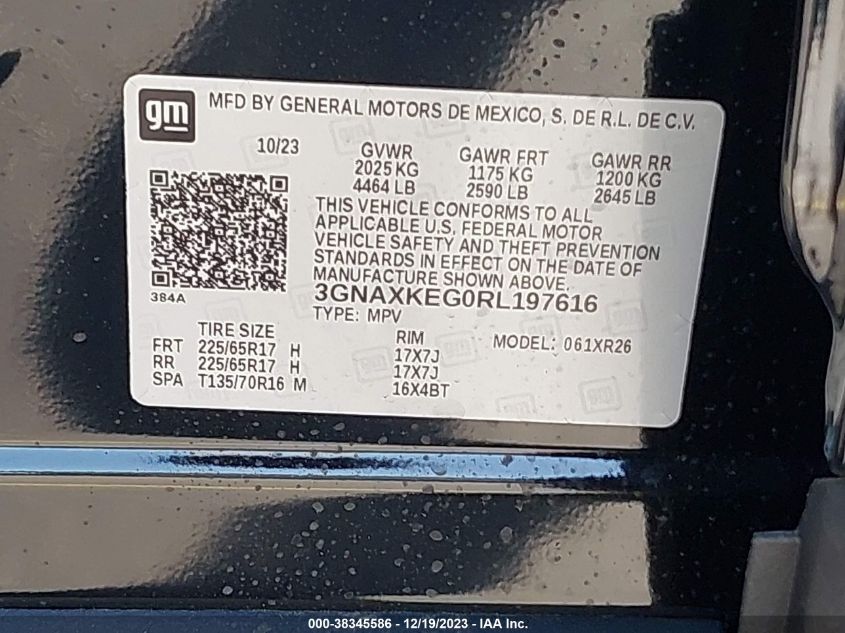 gm
MFD BY GENERAL MOTORS DE MEXICO, S. DE R.L. DE C.V.
10/23 GVWR GAWR FRT GAWR RR
2025 KG 1175 KG 1200 KG
4464 LB 2590 LB 2645 LB
THIS VEHICLE CONFORMS TO ALL
APPLICABLE U.S. FEDERAL MOTOR
VEHICLE SAFETY AND THEFT PREVENTION
STANDARDS IN EFFECT ON THE DATE OF
MANUFACTURE SHOWN ABOVE.
384A
3GNAXKEG0RL197616
TYPE: MPV
TIRE SIZE RIM MODEL: 061XR26
FRT 225/65R17 H 17X7J
RR 225/65R17 H 17X7J
SPA T135/70R16 M 16X4BT
000-38345586 - 12/19/2023 - IAA Inc.